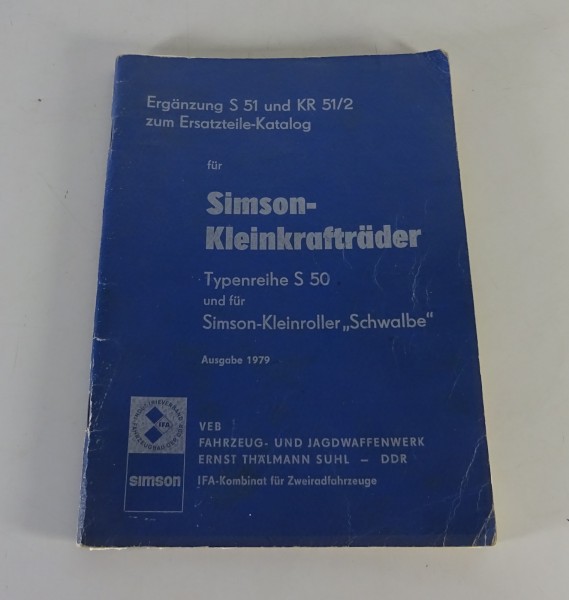 Ergänzung S 51 und KR 51/2
zum Ersatzteile-Katalog
für
Simson-
Kleinkrafträder
Typenreihe S 50
und für
Simson-Kleinroller „Schwalbe"
Ausgabe 1979
IFA
simson
VEB
FAHRZEUG- UND JAGDWAFFENWERK
ERNST THÄLMANN SUHL – DDR
IFA-Kombinat für Zweiradfahrzeuge